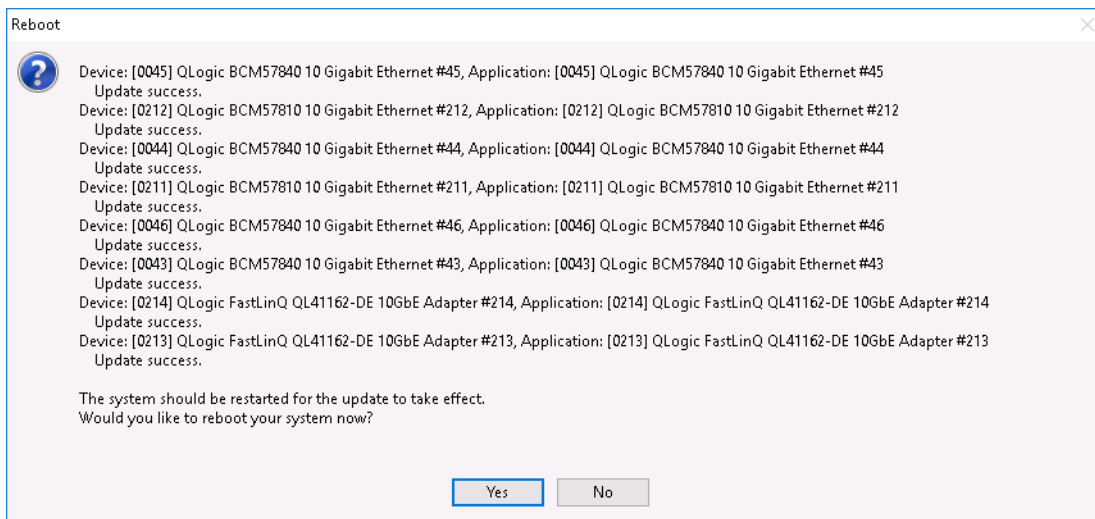 Reboot
Device: [0045] QLogic BCM57840 10 Gigabit Ethernet #45, Application: [0045] QLogic BCM57840 10 Gigabit Ethernet #45
Update success.
Device: [0212] QLogic BCM57810 10 Gigabit Ethernet #212, Application: [0212] QLogic BCM57810 10 Gigabit Ethernet #212
Update success.
Device: [0044] QLogic BCM57840 10 Gigabit Ethernet #44, Application: [0044] QLogic BCM57840 10 Gigabit Ethernet #44
Update success.
Device: [0211] QLogic BCM57810 10 Gigabit Ethernet #211, Application: [0211] QLogic BCM57810 10 Gigabit Ethernet #211
Update success.
Device: [0046] QLogic BCM57840 10 Gigabit Ethernet #46, Application: [0046] QLogic BCM57840 10 Gigabit Ethernet #46
Update success.
Device: [0043] QLogic BCM57840 10 Gigabit Ethernet #43, Application: [0043] QLogic BCM57840 10 Gigabit Ethernet #43
Update success.
Device: [0214] QLogic FastLinQ QL41162-DE 10GbE Adapter #214, Application: [0214] QLogic FastLinQ QL41162-DE 10GbE Adapter #214
Update success.
Device: [0213] QLogic FastLinQ QL41162-DE 10GbE Adapter #213, Application: [0213] QLogic FastLinQ QL41162-DE 10GbE Adapter #213
Update success.
The system should be restarted for the update to take effect.
Would you like to reboot your system now?
Yes No